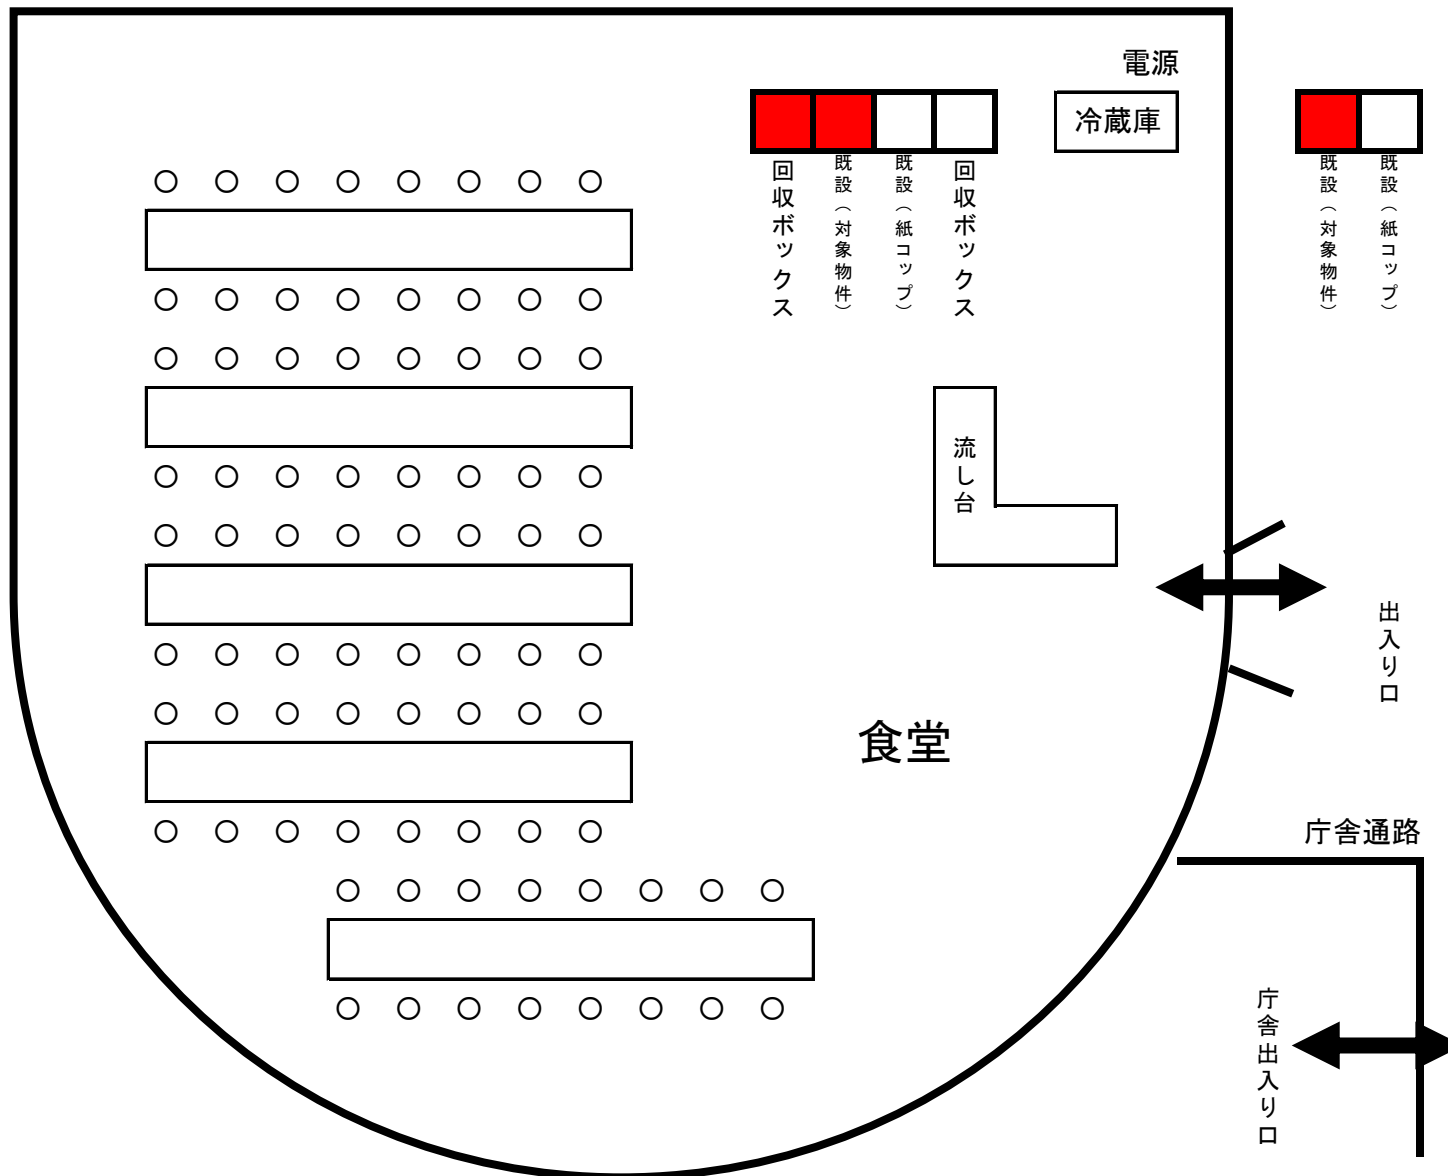 電源
冷蔵庫
回収ボックス
既設（対象物件）
既設（紙コップ）
回収ボックス
既設（対象物件）
既設（紙コップ）
流し台
出入り口
食堂
庁舎通路
庁舎出入り口